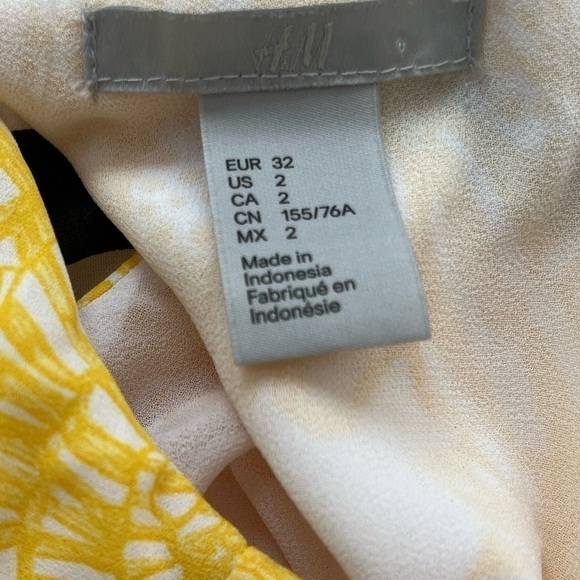 H&M
EUR 32
US 2
CA 2
CN 155/76A
MX 2
Made in
Indonesia
Fabriqué en
Indonésie